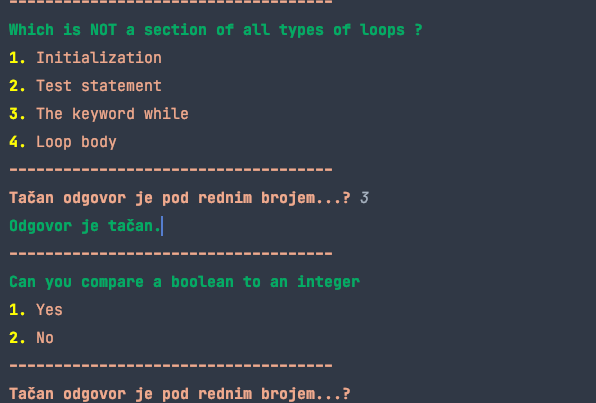 -----------------------------------
Which is NOT a section of all types of loops ?
1. Initialization
2. Test statement
3. The keyword while
4. Loop body
-----------------------------------
Tačan odgovor je pod rednim brojem...? 3
Odgovor je tačan.
-----------------------------------
Can you compare a boolean to an integer
1. Yes
2. No
-----------------------------------
Tačan odgovor je pod rednim brojem...?